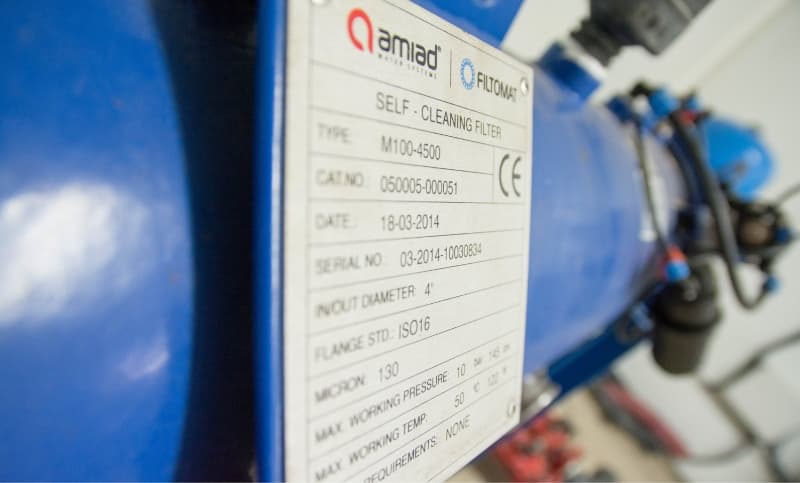 amiad®
WATER SYSTEMS
FILTOMAT
SELF - CLEANING FILTER
TYPE: M100-4500
CAT.NO.: 050005-000051
CE
DATE: 18-03-2014
SERIAL NO.: 03-2014-10030834
IN/OUT DIAMETER: 4"
FLANGE STD.: ISO16
MICRON: 130
MAX. WORKING PRESSURE: 10 bar 145 psi
MAX. WORKING TEMP: 50 °C 122 °F
REQUIREMENTS: NONE